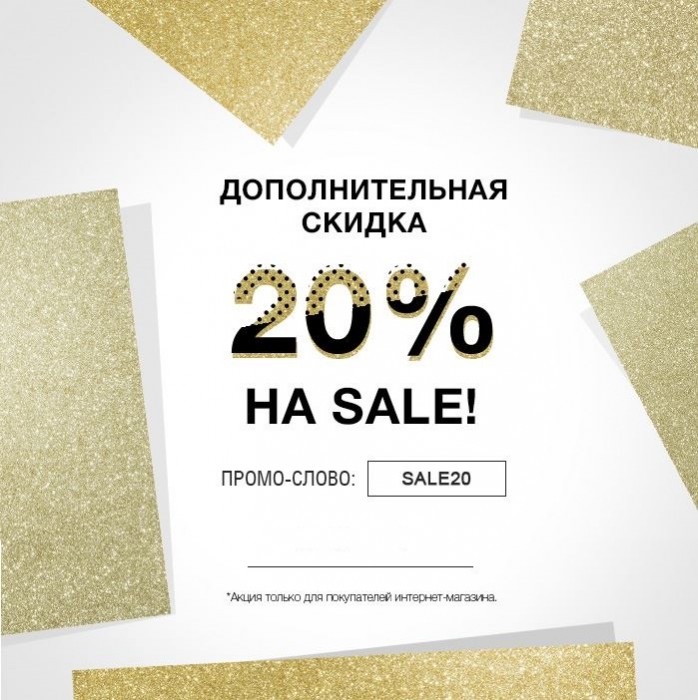 ДОПОЛНИТЕЛЬНАЯ
СКИДКА
20%
НА SALE!
ПРОМО-СЛОВО: SALE20
*Акция только для покупателей интернет-магазина.